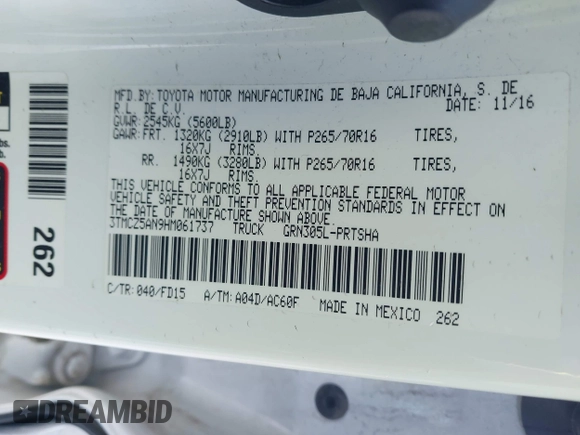 MFD.BY:TOYOTA MOTOR MANUFACTURING DE BAJA CALIFORNIA, S. DE
R.L. DE C.V. DATE: 11/16
GVWR:2545KG (5600LB)
GAWR:FRT. 1320KG (2910LB) WITH P265/70R16 TIRES,
16X7J RIMS.
RR. 1490KG (3280LB) WITH P265/70R16 TIRES,
16X7J RIMS.
THIS VEHICLE CONFORMS TO ALL APPLICABLE FEDERAL MOTOR
VEHICLE SAFETY AND THEFT PREVENTION STANDARDS IN EFFECT ON
THE DATE OF MANUFACTURE SHOWN ABOVE.
3TMCZ5AN9HM061737 TRUCK GRN305L-PRTSHA
C/TR: 040/FD15 A/TM: A04D/AC60F MADE IN MEXICO 262
262
DREAMBID